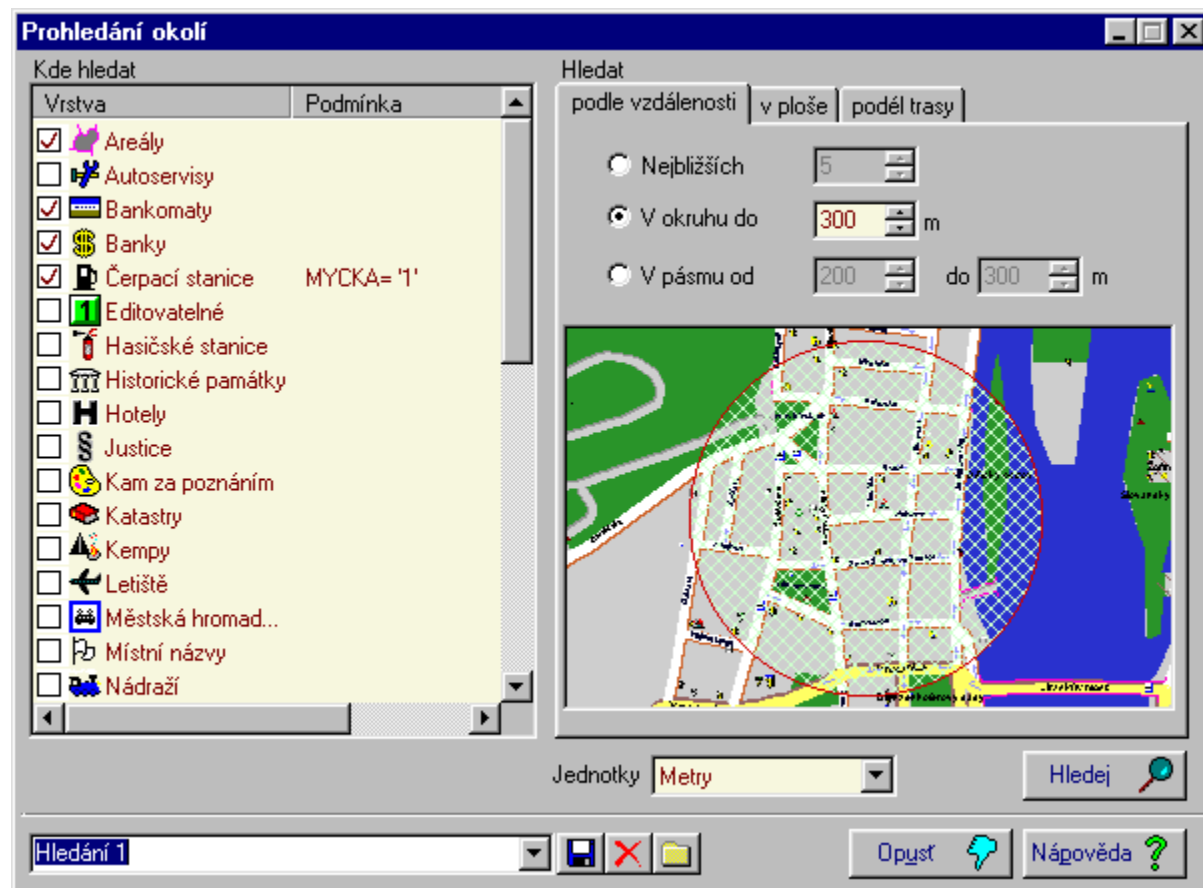 Prohledání okolí
Kde hledat
Vrstva Podmínka
Areály
Autoservisy
Bankomaty
Banky
Čerpací stanice MYCKA= '1'
Editovatelné
Hasičské stanice
Historické památky
Hotely
Justice
Kam za poznáním
Katastry
Kempy
Letiště
Městská hromad...
Místní názvy
Nádraží
Hledat
podle vzdálenosti v ploše podél trasy
Nejbližších 5
V okruhu do 300 m
V pásmu od 200 do 300 m
Jednotky Metry
Hledej
Hledání 1
Opusť
Nápověda